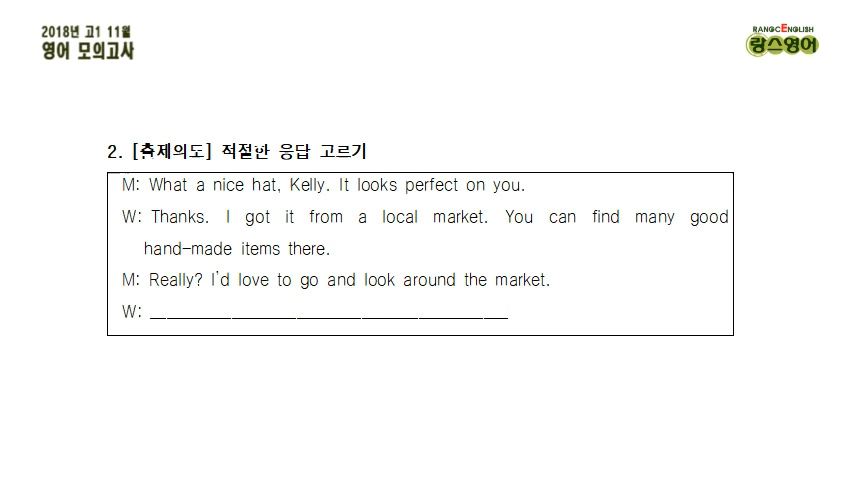 2018년 고1 11월
영어 모의고사
RANGCENGLISH
랑스영어
2. [출제의도] 적절한 응답 고르기
M: What a nice hat, Kelly. It looks perfect on you.
W: Thanks. I got it from a local market. You can find many good
hand-made items there.
M: Really? I'd love to go and look around the market.
W: ________________________________________